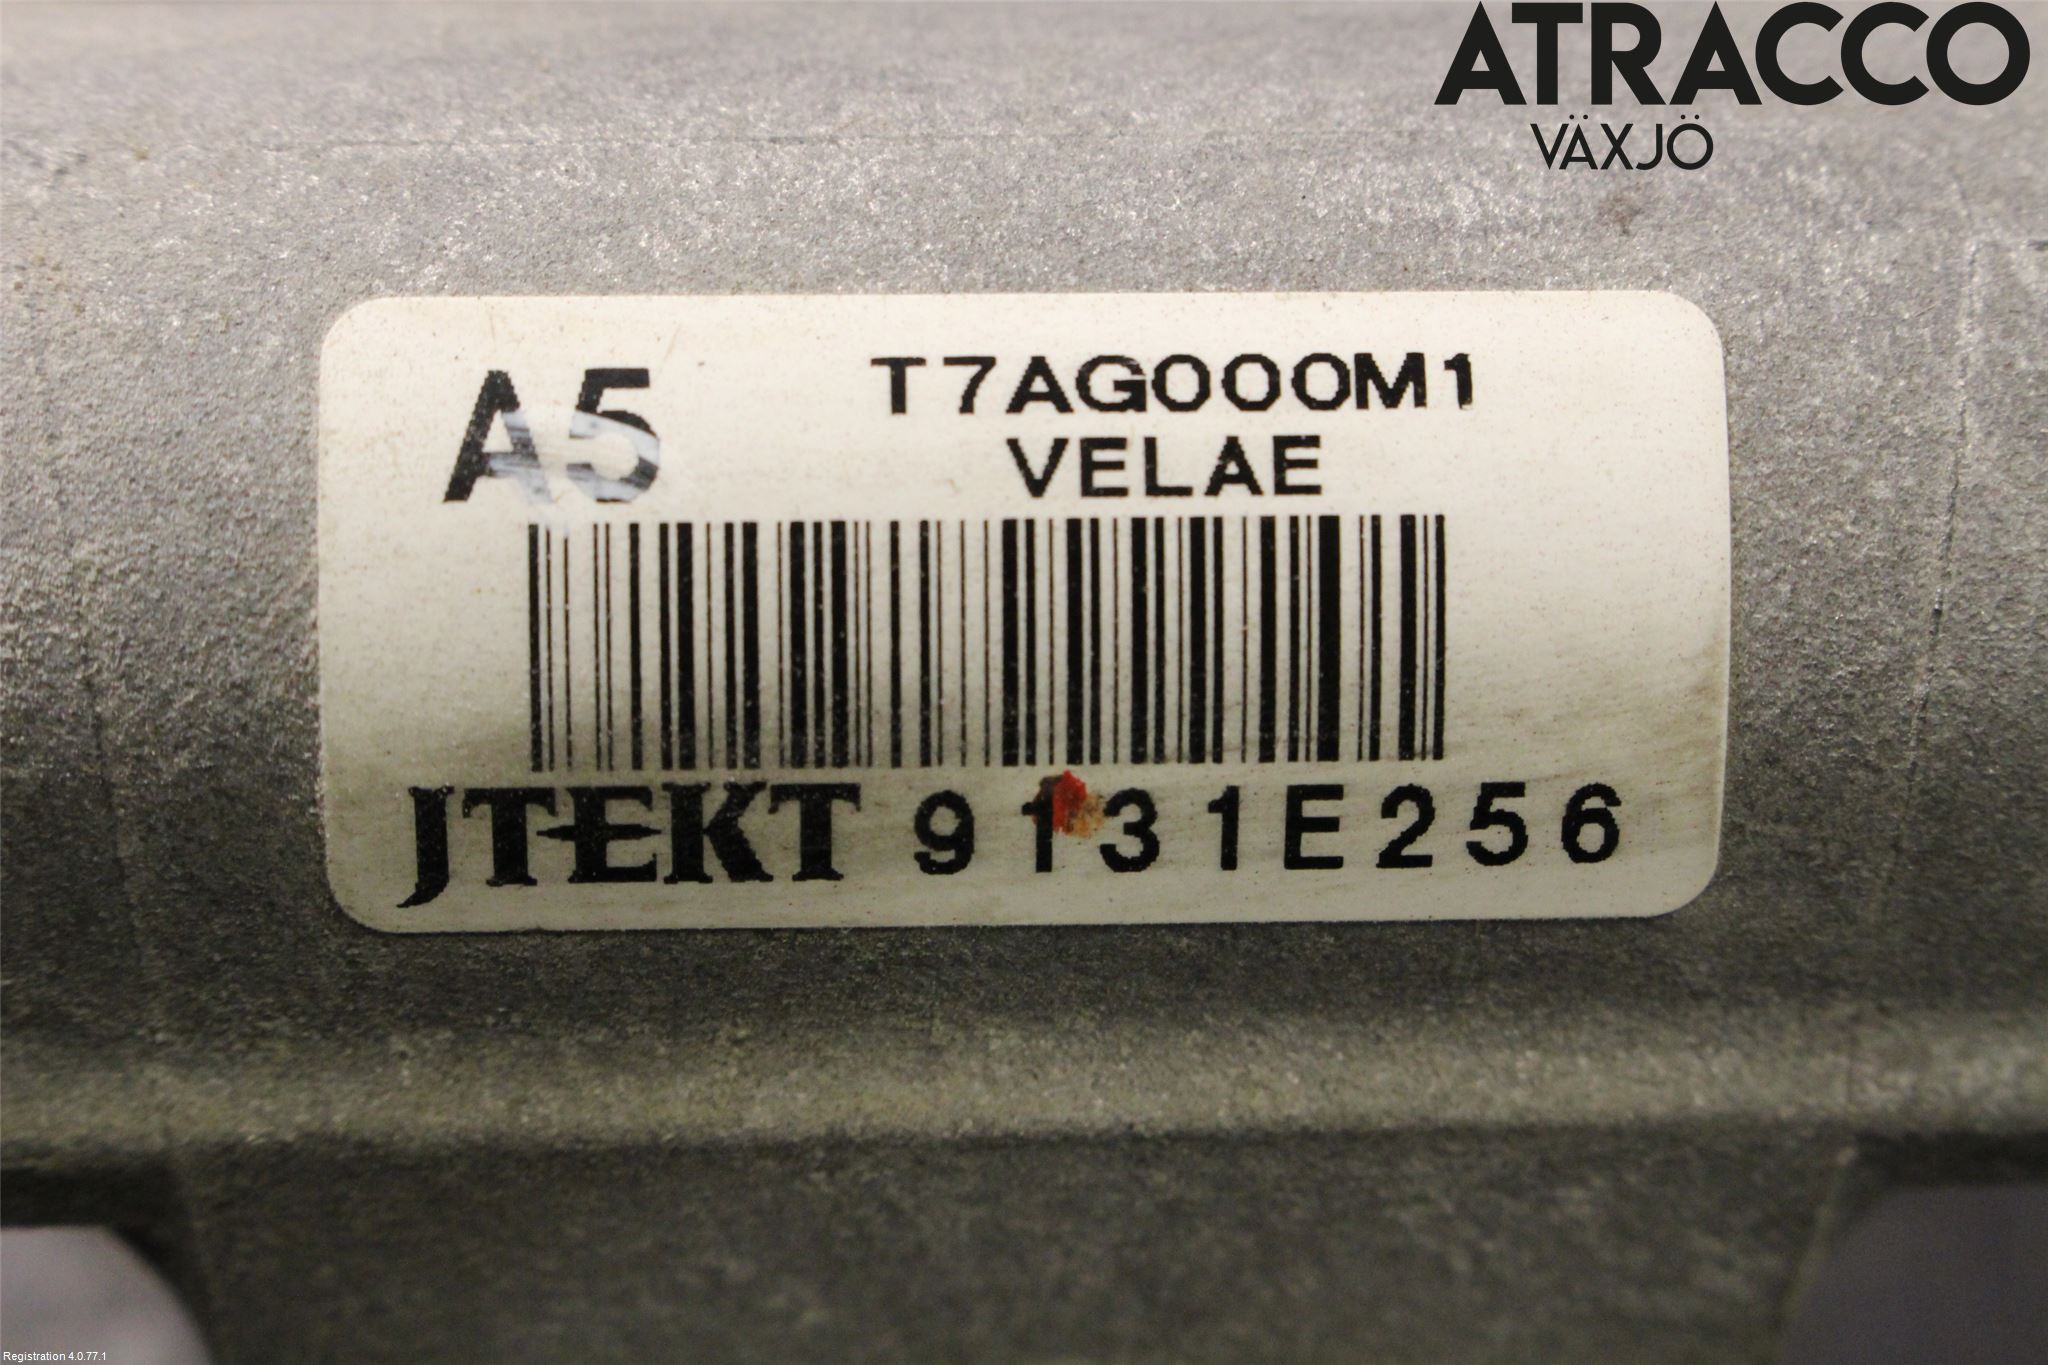 ATRACCO
VÄXJÖ
A5 T7AG000M1
VELAE
JTEKT 9131E256
Registration 4.0.77.1